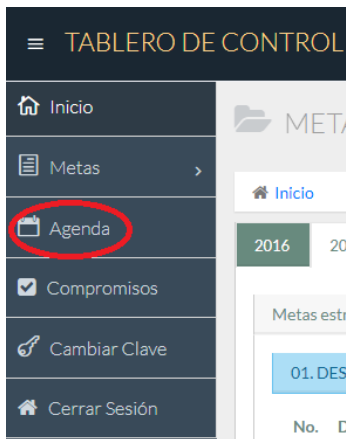 TABLERO DE CONTROL
Inicio
META
Metas
Inicio
Agenda
2016 20
Compromisos
Metas estr
Cambiar Clave
01. DES
Cerrar Sesión
No. D